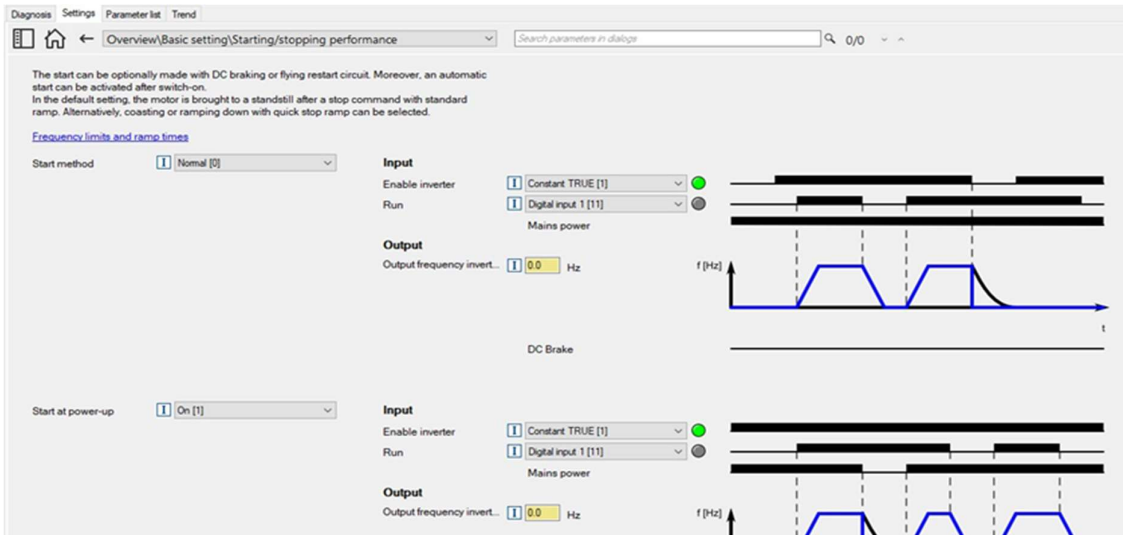 Diagnosis Settings Parameter list Trend
Overview\Basic setting\Starting/stopping performance Search parameters in dialogs 0/0
The start can be optionally made with DC braking or flying restart circuit. Moreover, an automatic
start can be activated after switch-on.
In the default setting, the motor is brought to a standstill after a stop command with standard
ramp. Alternatively, coasting or ramping down with quick stop ramp can be selected.
Frequency limits and ramp times
Start method I Normal [0]
Input
Enable inverter I Constant TRUE [1]
Run I Digital input 1 [11]
Mains power
Output
Output frequency invert... I 0.0 Hz f [Hz]
t
DC Brake
Start at power-up I On [1]
Input
Enable inverter I Constant TRUE [1]
Run I Digital input 1 [11]
Mains power
Output
Output frequency invert... I 0.0 Hz f [Hz]